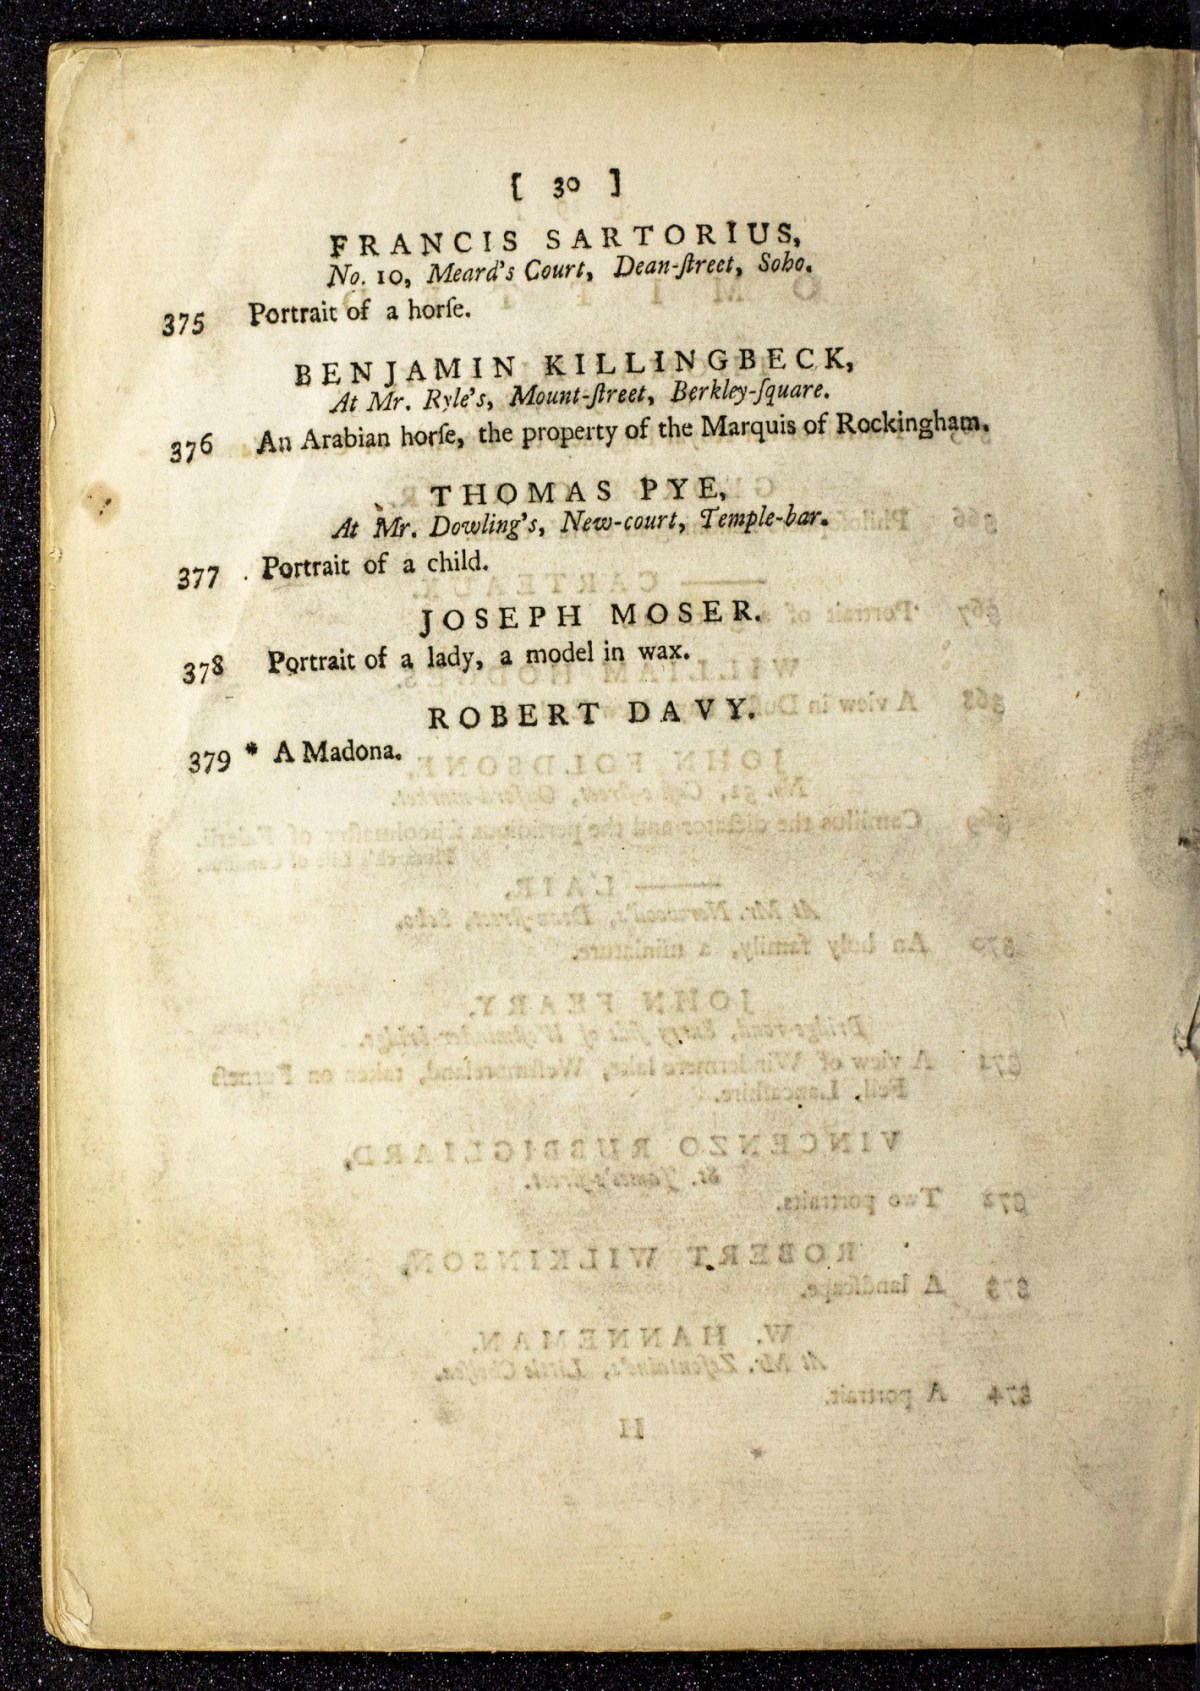 [ 30 ]
FRANCIS SARTORIUS,
No. 10, Meard's Court, Dean-ſtreet, Soho.
375 Portrait of a horſe.
BENJAMIN KILLINGBECK,
At Mr. Ryle's, Mount-ſtreet, Berkley-ſquare.
376 An Arabian horſe, the property of the Marquis of Rockingham.
THOMAS PYE,
At Mr. Dowling's, New-court, Temple-bar.
377 Portrait of a child.
JOSEPH MOSER.
378 Portrait of a lady, a model in wax.
ROBERT DAVY.
379 * A Madona.